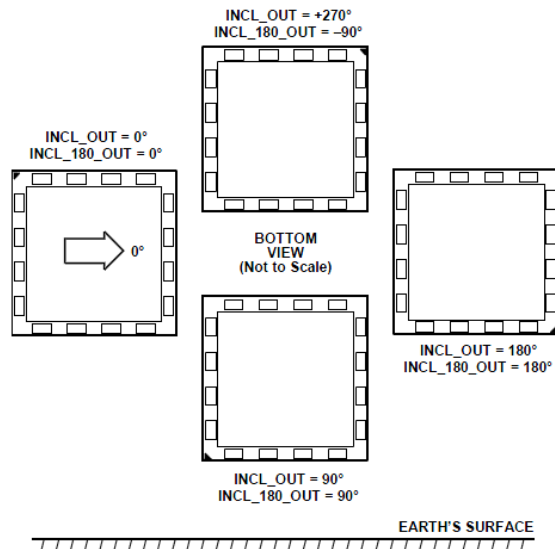 INCL_OUT = +270°
INCL_180_OUT = –90°
INCL_OUT = 0°
INCL_180_OUT = 0°
0°
BOTTOM
VIEW
(Not to Scale)
INCL_OUT = 180°
INCL_180_OUT = 180°
INCL_OUT = 90°
INCL_180_OUT = 90°
EARTH'S SURFACE